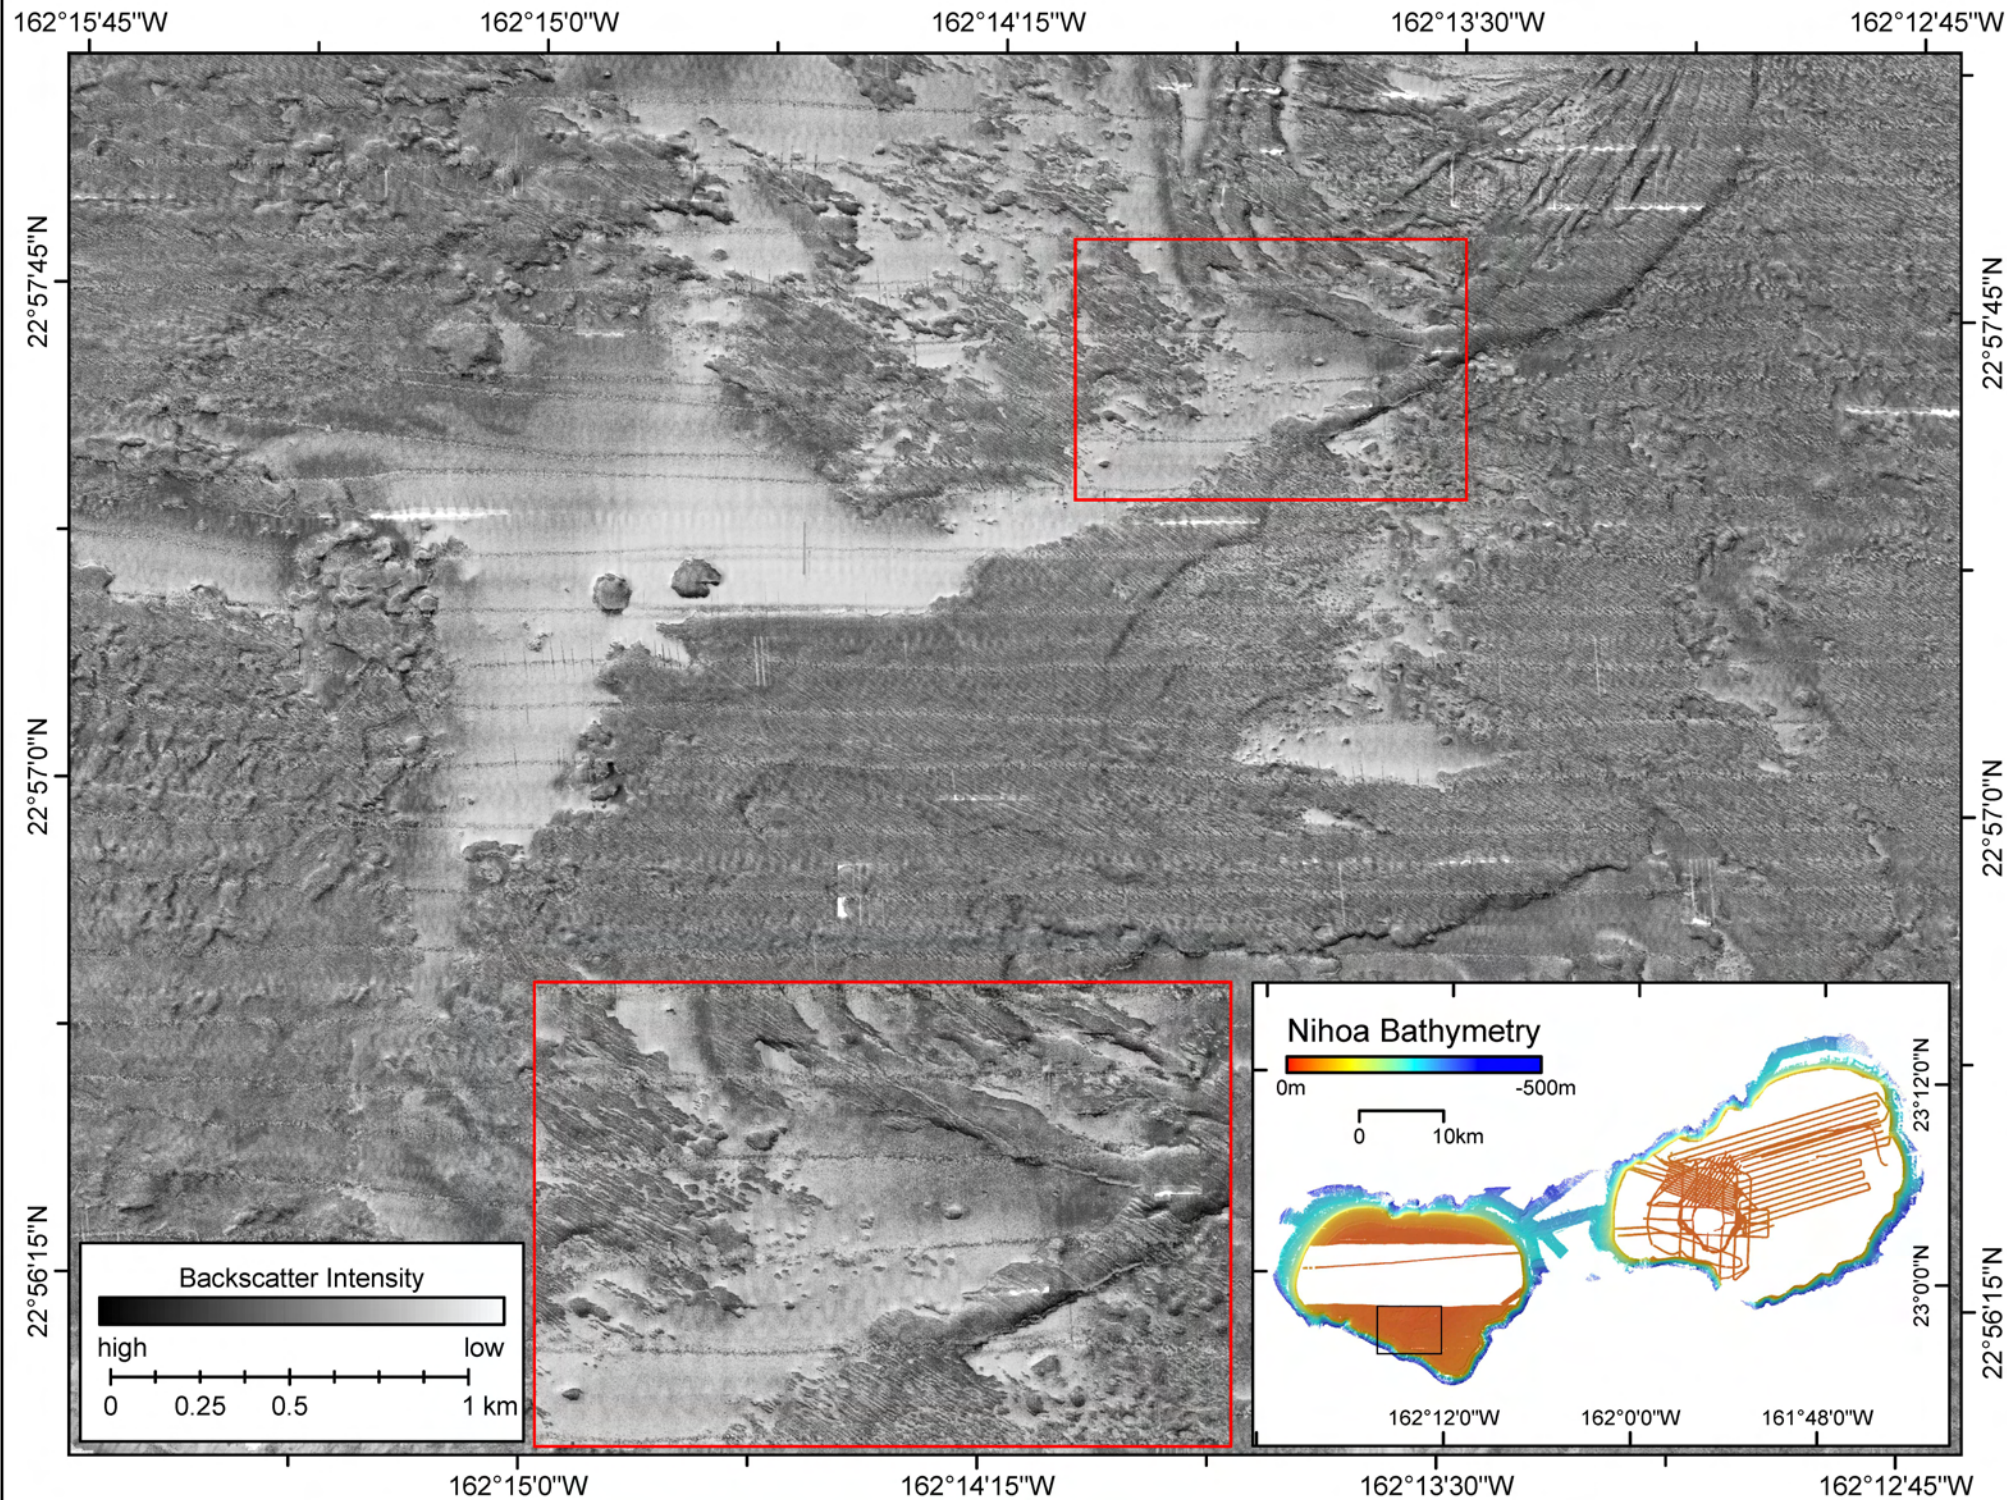 162°15'45"W 162°15'0"W 162°14'15"W 162°13'30"W 162°12'45"W
22°57'45"N
22°57'45"N
22°57'0"N
22°57'0"N
22°56'15"N
22°56'15"N
Backscatter Intensity
high low
0 0.25 0.5 1 km
Nihoa Bathymetry
0m -500m
0 10km
23°12'0"N
23°0'0"N
162°12'0"W 162°0'0"W 161°48'0"W
162°15'0"W 162°14'15"W 162°13'30"W 162°12'45"W